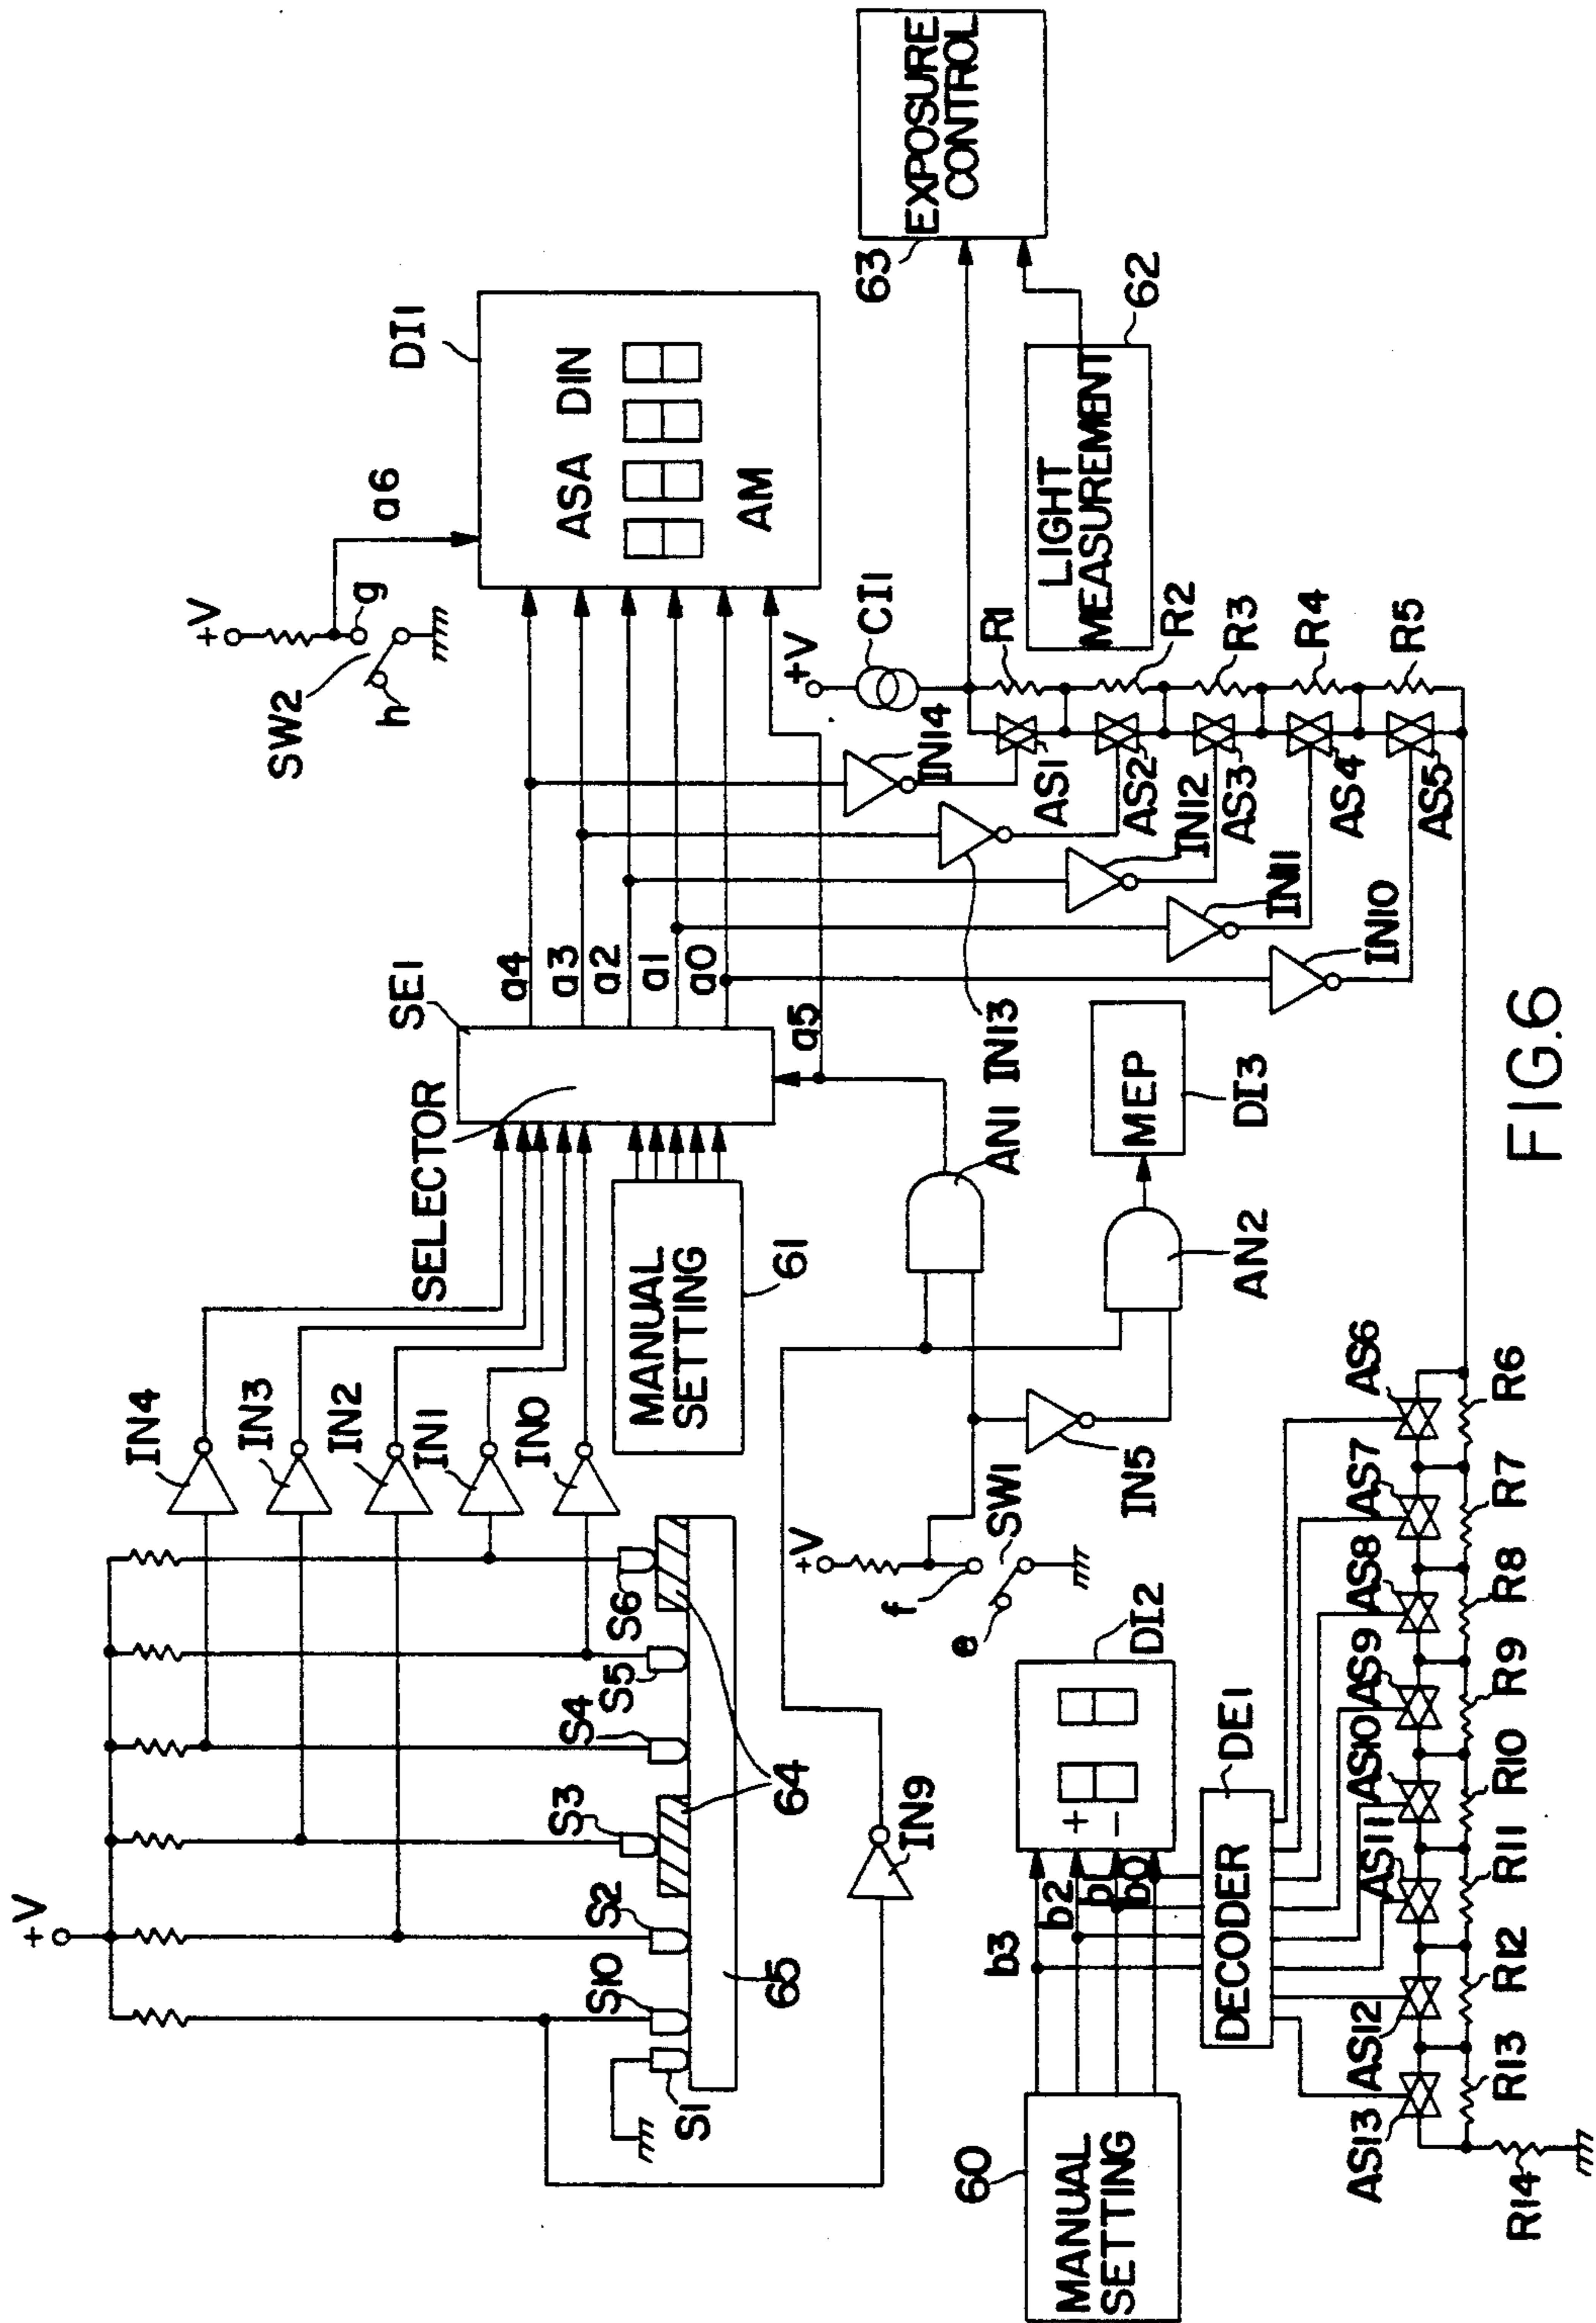 +V
IN4
IN3
IN2
IN1
IN0
S1
S10
S2
S3
S4
S5
S6
64
65
IN9
MANUAL
SETTING
61
SELECTOR
SE1
a4
a3
a2
a1
a0
a5
+V
SW2
g
h
a6
DI1
ASA DIN
AM
+V
f
e
SW1
IN5
AN1
AN2
MEP
DI3
IN14
IN13
IN12
IN11
IN10
+V
CI1
R1
R2
R3
R4
R5
AS1
AS2
AS3
AS4
AS5
LIGHT
MEASUREMENT
62
63
EXPOSURE
CONTROL
60
MANUAL
SETTING
b3
b2
b1
b0
+
−
DI2
DECODER
DE1
AS13
AS12
AS11
AS10
AS9
AS8
AS7
AS6
R14
R13
R12
R11
R10
R9
R8
R7
R6
FIG.6